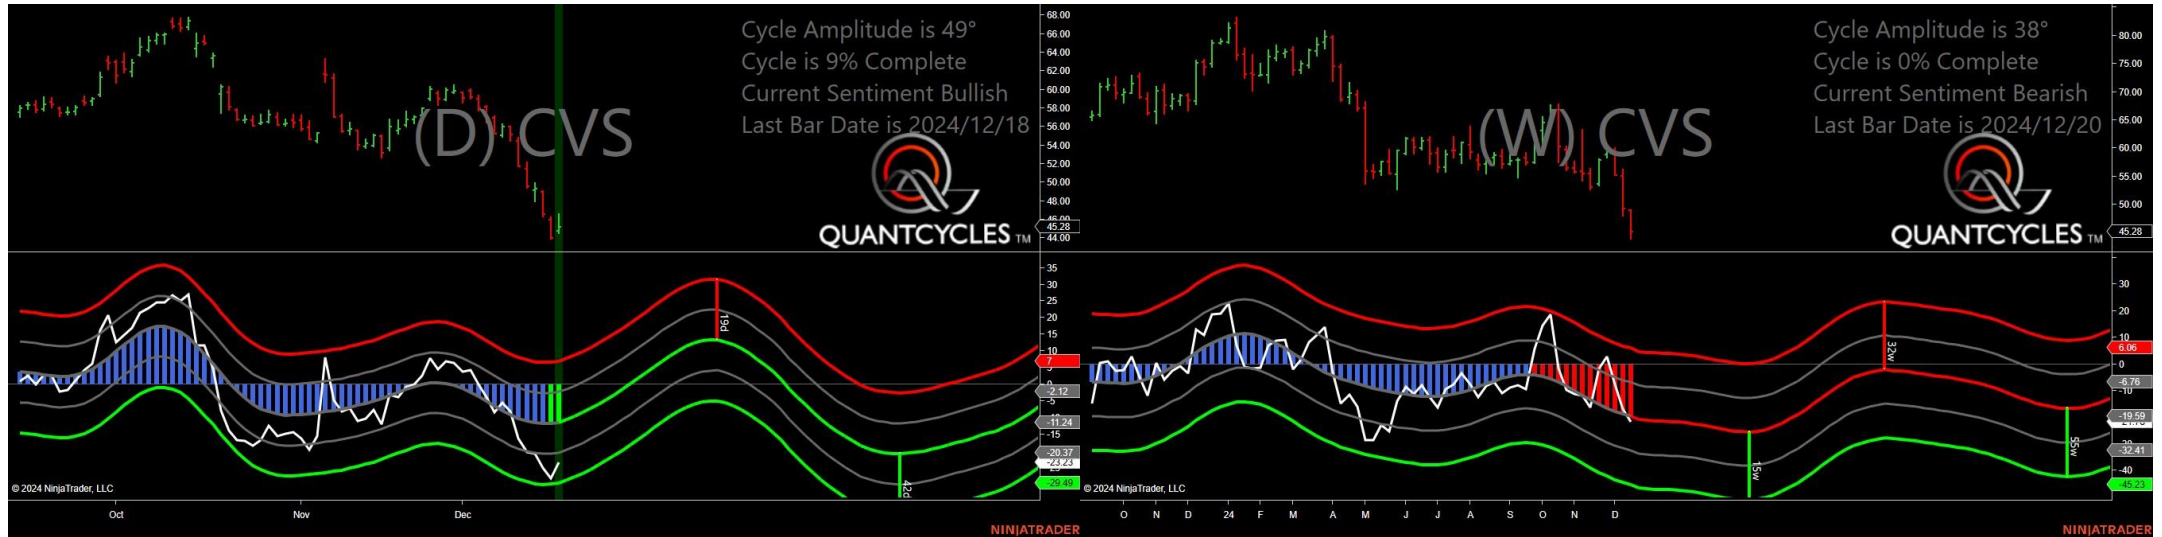 Cycle Amplitude is 49°
Cycle is 9% Complete
Current Sentiment Bullish
Last Bar Date is 2024/12/18
(D) CVS
QUANTCYCLES TM
68.00
66.00
64.00
62.00
60.00
58.00
56.00
54.00
52.00
50.00
48.00
46.00
45.28
44.00
35
30
25
20
15
10
7
5
0
-2.12
-5
-11.24
-15
-20.37
-23.23
-29.49
19d
42d
© 2024 NinjaTrader, LLC
Oct Nov Dec
NINJATRADER
Cycle Amplitude is 38°
Cycle is 0% Complete
Current Sentiment Bearish
Last Bar Date is 2024/12/20
(W) CVS
QUANTCYCLES TM
80.00
75.00
70.00
65.00
60.00
55.00
50.00
45.28
30
20
10
6.06
0
-6.76
-10
-19.59
-32.41
-40
-45.23
15w
32w
55w
© 2024 NinjaTrader, LLC
O N D 24 F M A M J J A S O N D
NINJATRADER